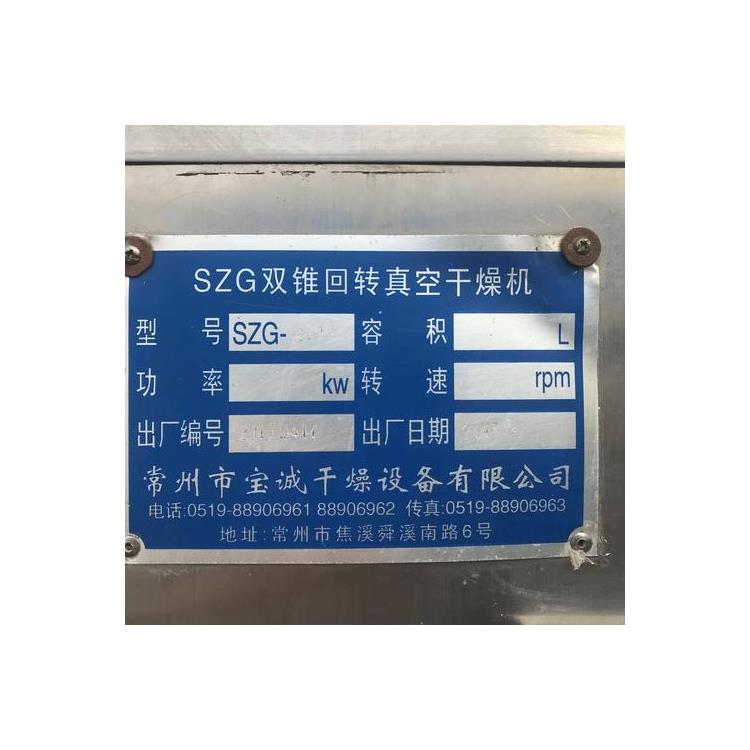 SZG双锥回转真空干燥机
型 号 SZG- 容 积 L
功 率 kw 转 速 rpm
出厂编号 出厂日期
常州市宝诚干燥设备有限公司
电话:0519-88906961 88906962 传真:0519-88906963
地址:常州市焦溪舜溪南路6号